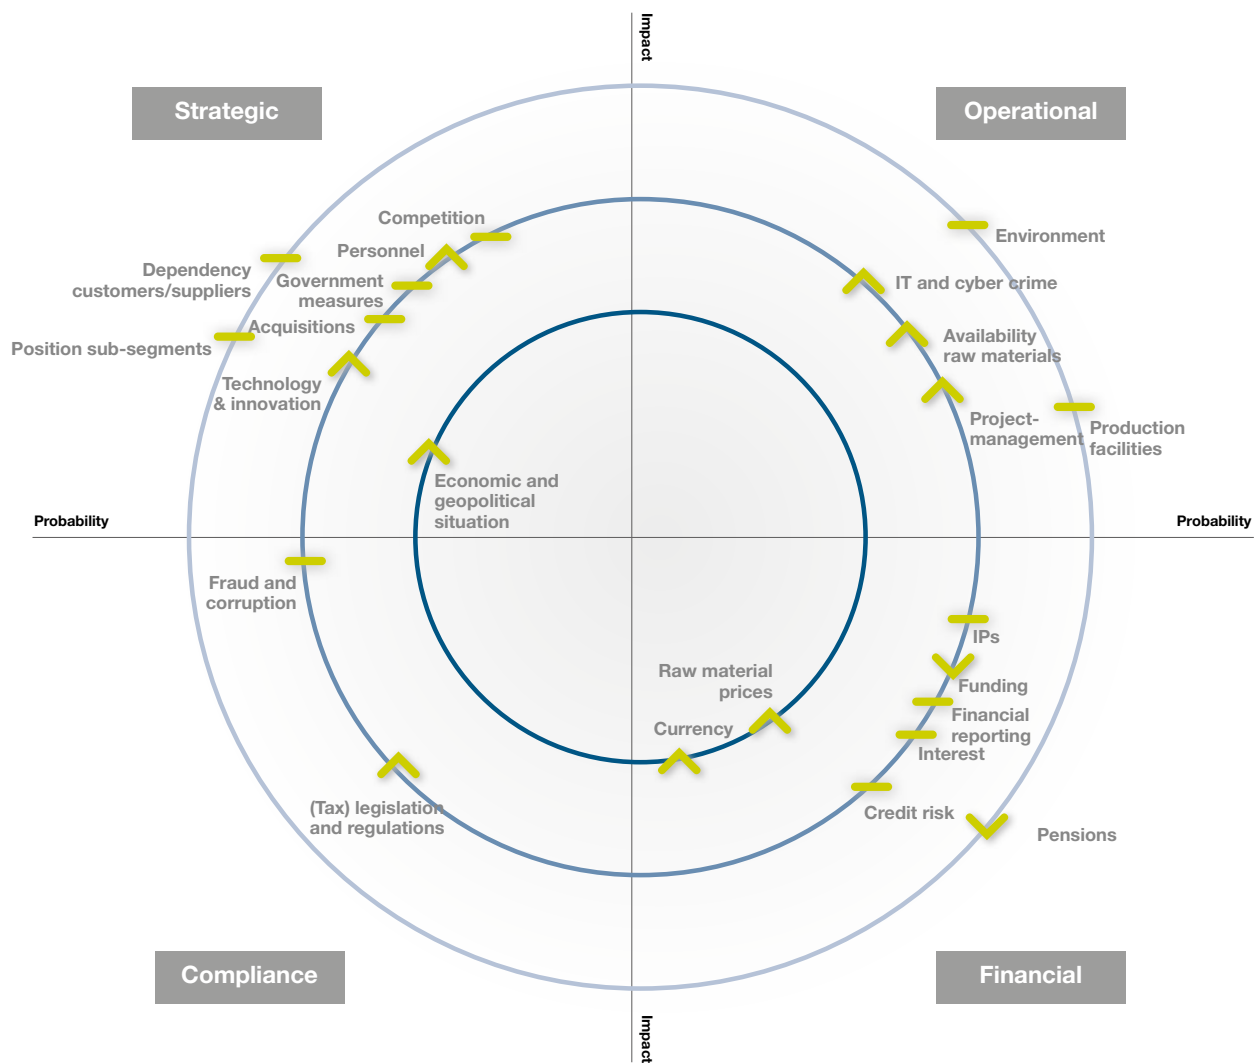 Impact
Strategic
Operational
Competition
Personnel
Environment
Dependency
customers/suppliers
Government
measures
IT and cyber crime
Acquisitions
Position sub-segments
Availability
raw materials
Technology
& innovation
Project-
management
Production
facilities
Economic and
geopolitical
situation
Probability
Probability
Fraud and
corruption
IPs
Raw material
prices
Funding
Currency
Financial
reporting
Interest
(Tax) legislation
and regulations
Credit risk
Pensions
Compliance
Financial
Impact